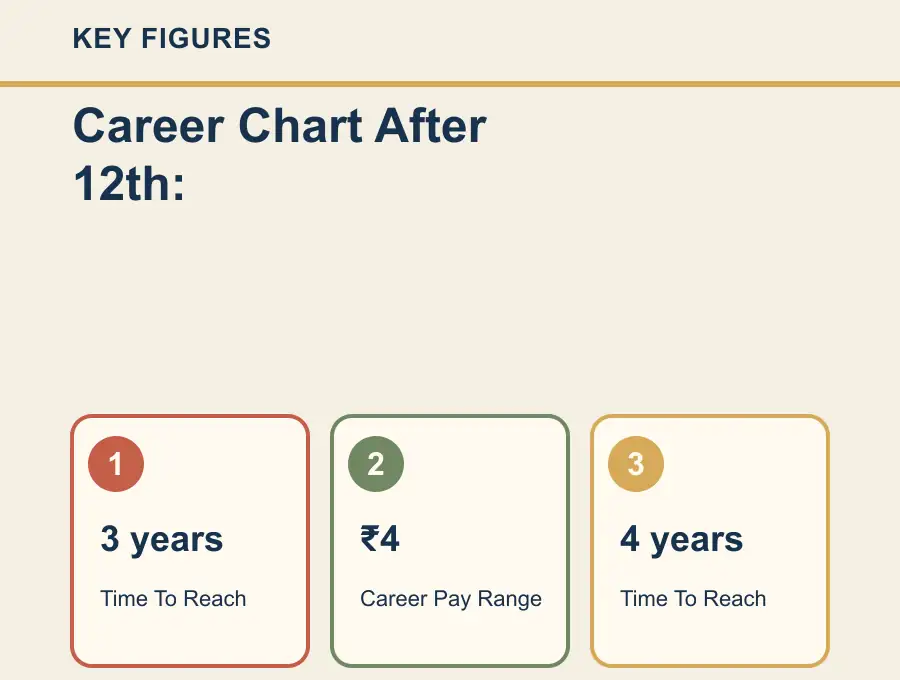 KEY FIGURES
Career Chart After
12th:
1
3 years
Time To Reach
2
₹4
Career Pay Range
3
4 years
Time To Reach